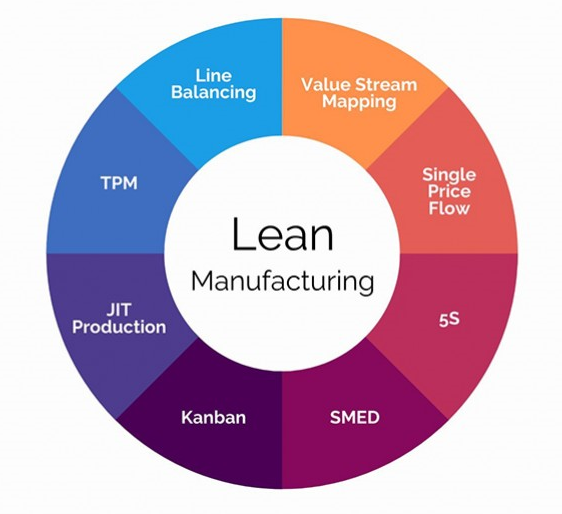 Line
Balancing
Value Stream
Mapping
TPM
Single
Price
Flow
Lean
Manufacturing
JIT
Production
5S
Kanban
SMED